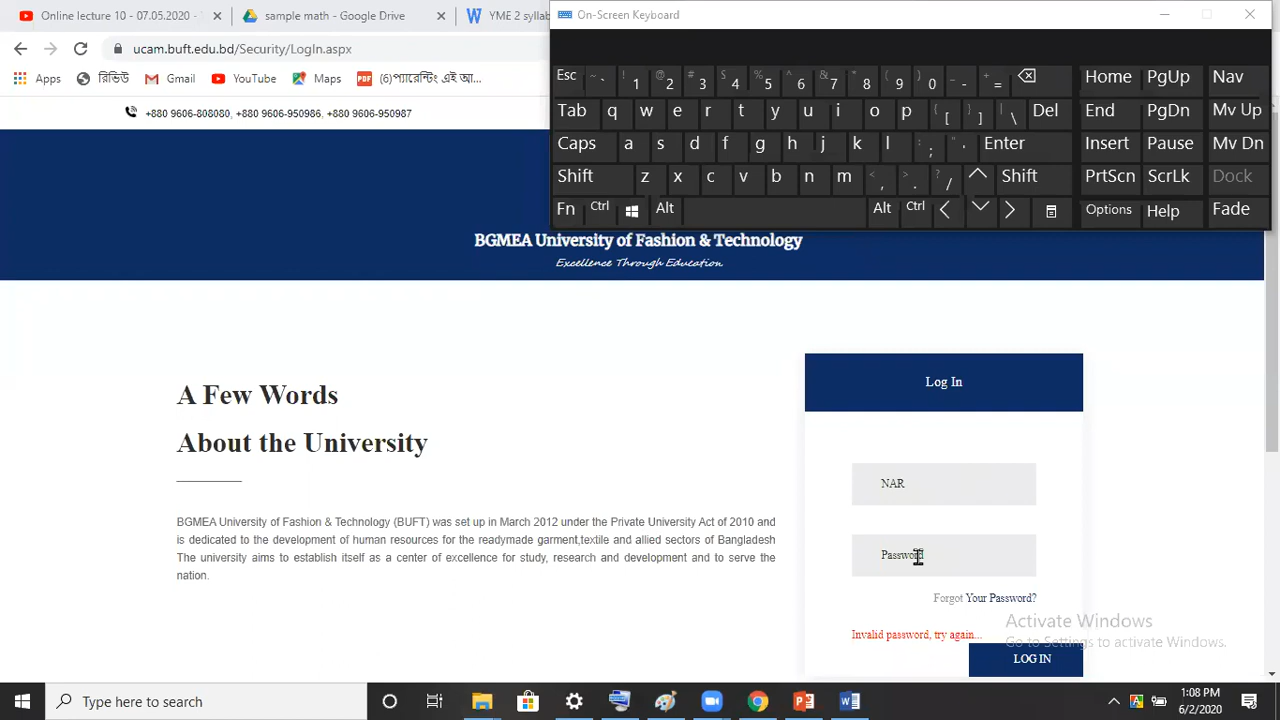 Online lecture 10 - 07.05.2020 -
samplemath - Google Drive
YME 2 syllab
On-Screen Keyboard
ucam.buft.edu.bd/Security/LogIn.aspx
Apps
রিভিউ
Gmail
YouTube
Maps
PDF
(6)প্যারেন্টিং এই আ...
Esc ~ ` ! 1 @ 2 # 3 $ 4 % 5 ^ 6 & 7 * 8 ( 9 ) 0 _ - + = Home PgUp Nav
Tab q w e r t y u i o p { [ } ] | \ Del End PgDn Mv Up
Caps a s d f g h j k l : ; " ' Enter Insert Pause Mv Dn
Shift z x c v b n m < , > . ? / Shift PrtScn ScrLk Dock
Fn Ctrl Alt Alt Ctrl Options Help Fade
+880 9606-808080, +880 9606-950986, +880 9606-950987
BGMEA University of Fashion & Technology
Excellence Through Education.
A Few Words
About the University
BGMEA University of Fashion & Technology (BUFT) was set up in March 2012 under the Private University Act of 2010 and
is dedicated to the development of human resources for the readymade garment,textile and allied sectors of Bangladesh
The university aims to establish itself as a center of excellence for study, research and development and to serve the
nation.
Log In
NAR
Password
Forgot Your Password?
Invalid password, try again...
LOG IN
Activate Windows
Go to Settings to activate Windows.
Type here to search
1:08 PM
6/2/2020